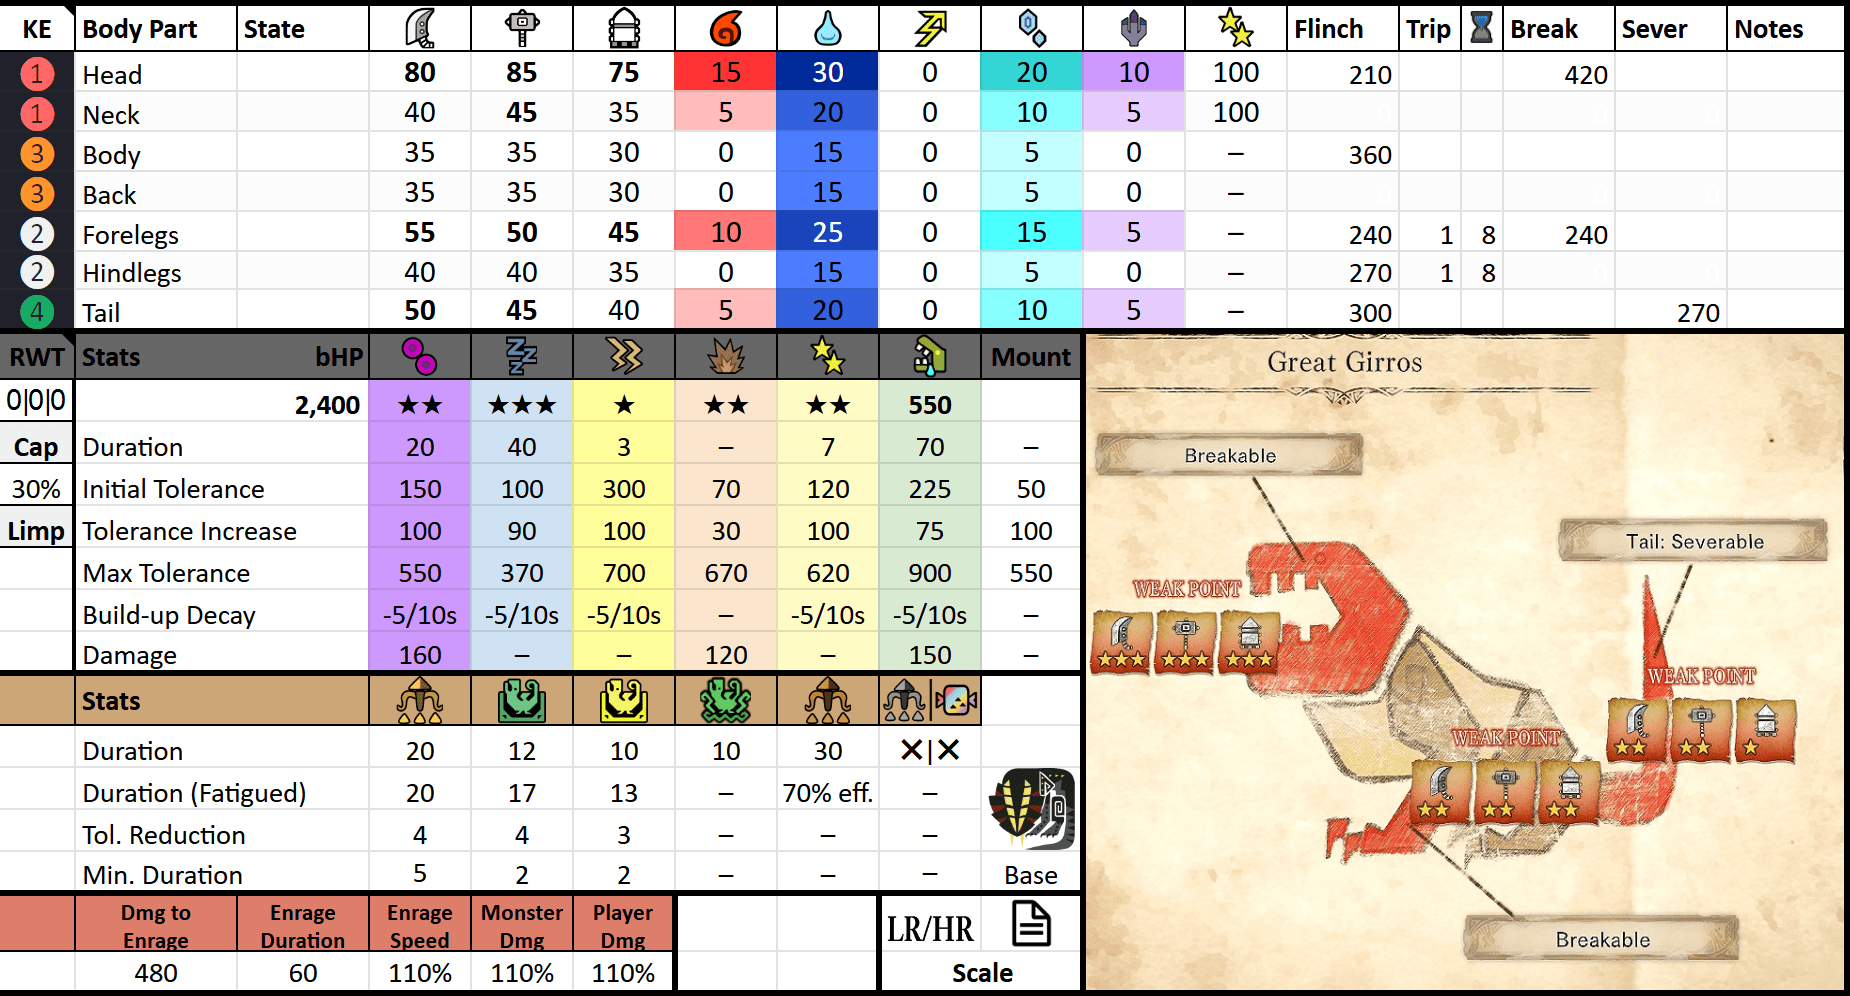 KE Body Part State Flinch Trip Break Sever Notes
1 Head 80 85 75 15 30 0 20 10 100 210 420
1 Neck 40 45 35 5 20 0 10 5 100
3 Body 35 35 30 0 15 0 5 0 – 360
3 Back 35 35 30 0 15 0 5 0 –
2 Forelegs 55 50 45 10 25 0 15 5 – 240 1 8 240
2 Hindlegs 40 40 35 0 15 0 5 0 – 270 1 8
4 Tail 50 45 40 5 20 0 10 5 – 300 270
RWT Stats bHP Mount
0|0|0 2,400 ★★ ★★★ ★ ★★ ★★ 550
Cap Duration 20 40 3 – 7 70 –
30% Initial Tolerance 150 100 300 70 120 225 50
Limp Tolerance Increase 100 90 100 30 100 75 100
Max Tolerance 550 370 700 670 620 900 550
Build-up Decay -5/10s -5/10s -5/10s – -5/10s -5/10s –
Damage 160 – – 120 – 150 –
Stats
Duration 20 12 10 10 30 ✕|✕
Duration (Fatigued) 20 17 13 – 70% eff. –
Tol. Reduction 4 4 3 – – –
Min. Duration 5 2 2 – – – Base
Dmg to Enrage Enrage Duration Enrage Speed Monster Dmg Player Dmg LR/HR
480 60 110% 110% 110% Scale
Great Girros
Breakable
Tail: Severable
WEAK POINT
WEAK POINT
WEAK POINT
Breakable